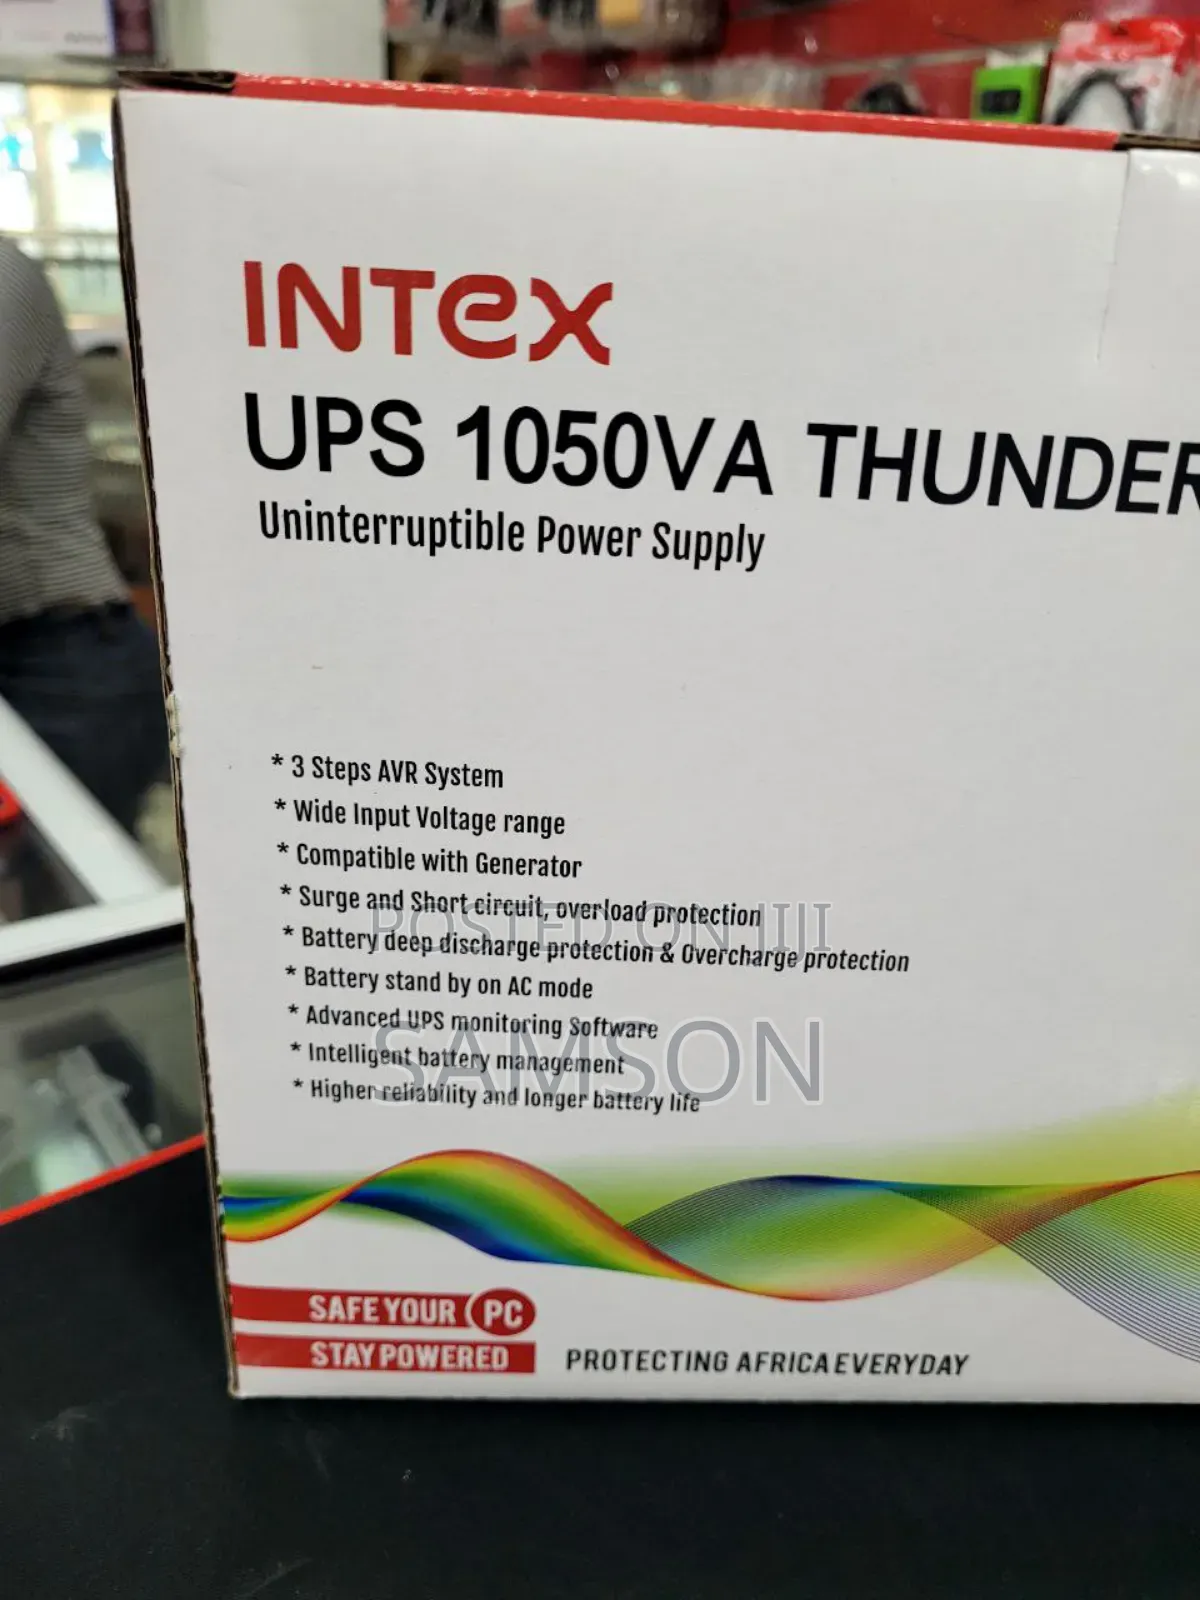 INTEX
UPS 1050VA THUNDER
Uninterruptible Power Supply
* 3 Steps AVR System
* Wide Input Voltage range
* Compatible with Generator
* Surge and Short circuit, overload protection
* Battery deep discharge protection & Overcharge protection
* Battery stand by on AC mode
* Advanced UPS monitoring Software
* Intelligent battery management
* Higher reliability and longer battery life
POSTED ON JIJI
SAMSON
SAFE YOUR PC
STAY POWERED
PROTECTING AFRICA EVERYDAY